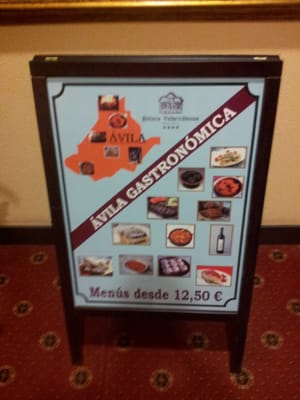 ÁVILA
ÁVILA GASTRONÓMICA
Menús desde 12,50 €